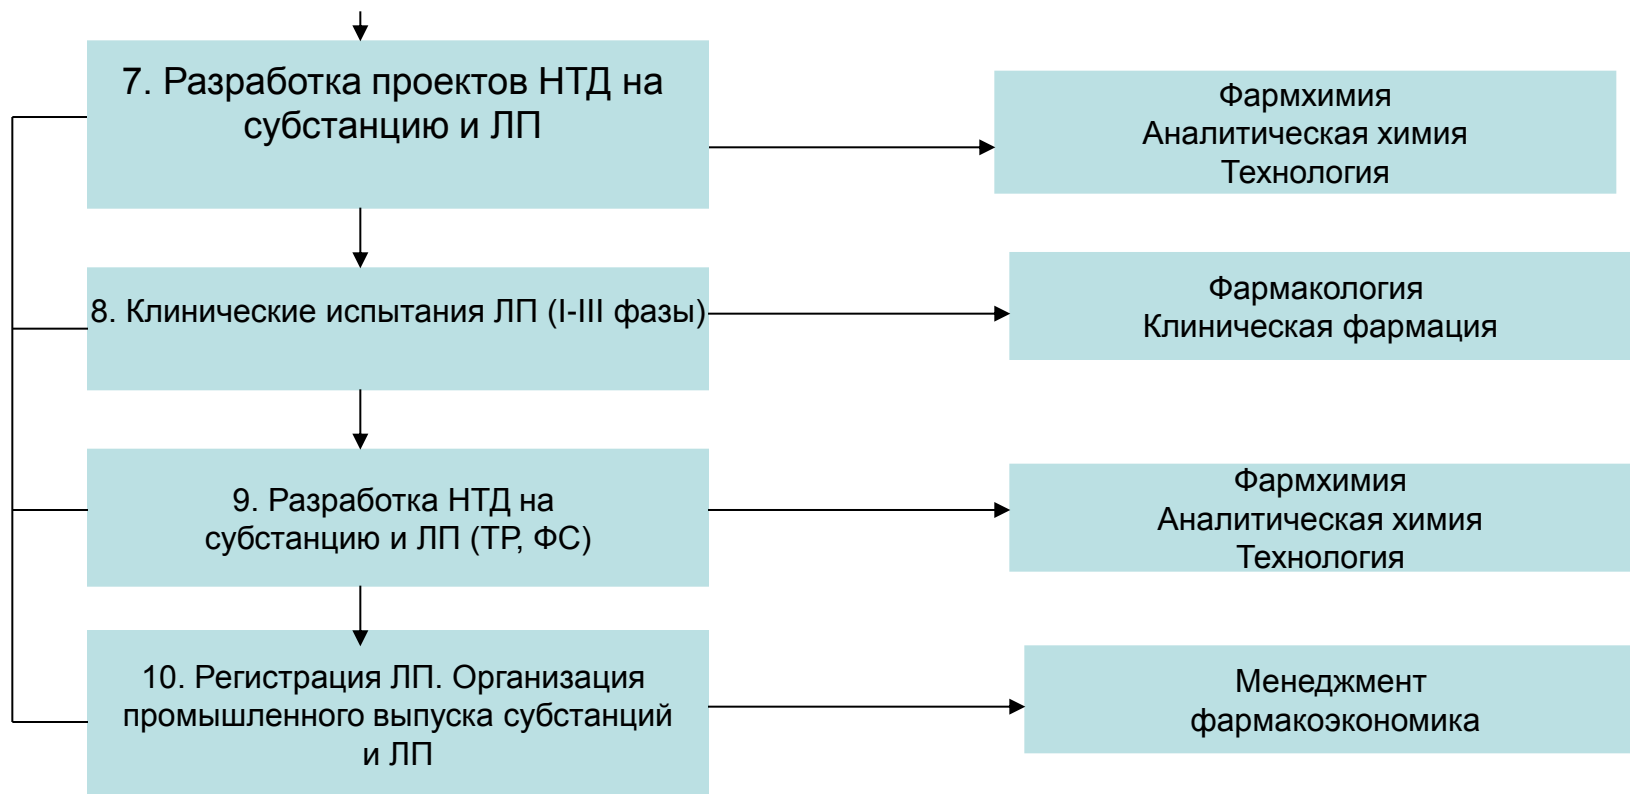 7. Разработка проектов НТД на
субстанцию и ЛП
Фармхимия
Аналитическая химия
Технология
8. Клинические испытания ЛП (I-III фазы)
Фармакология
Клиническая фармация
9. Разработка НТД на
субстанцию и ЛП (ТР, ФС)
Фармхимия
Аналитическая химия
Технология
10. Регистрация ЛП. Организация
промышленного выпуска субстанций
и ЛП
Менеджмент
фармакоэкономика